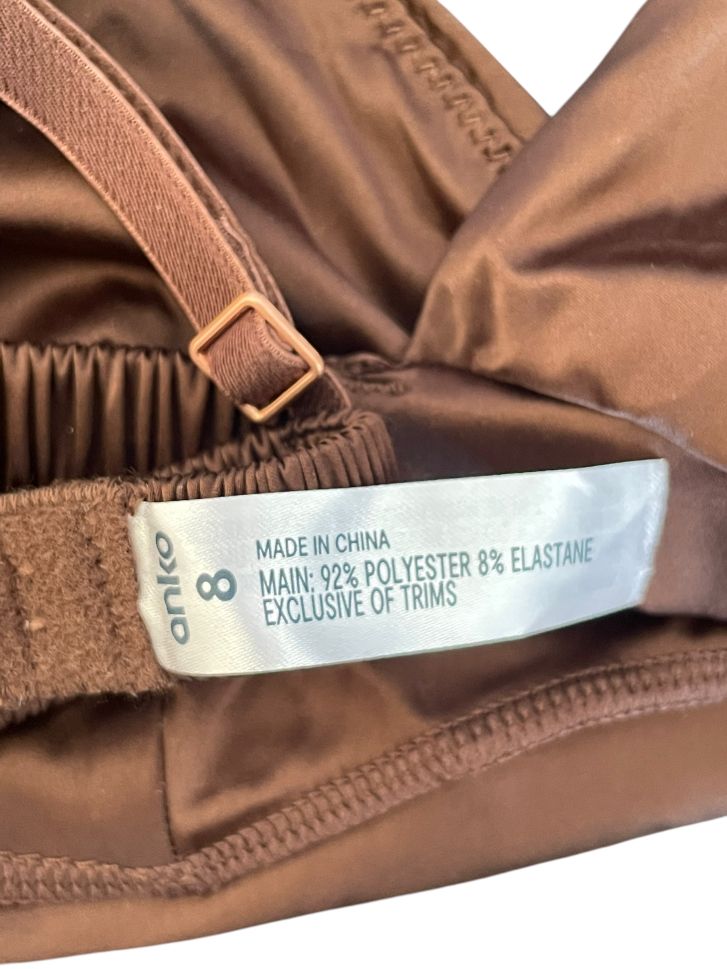 anko
8
MADE IN CHINA
MAIN: 92% POLYESTER 8% ELASTANE
EXCLUSIVE OF TRIMS